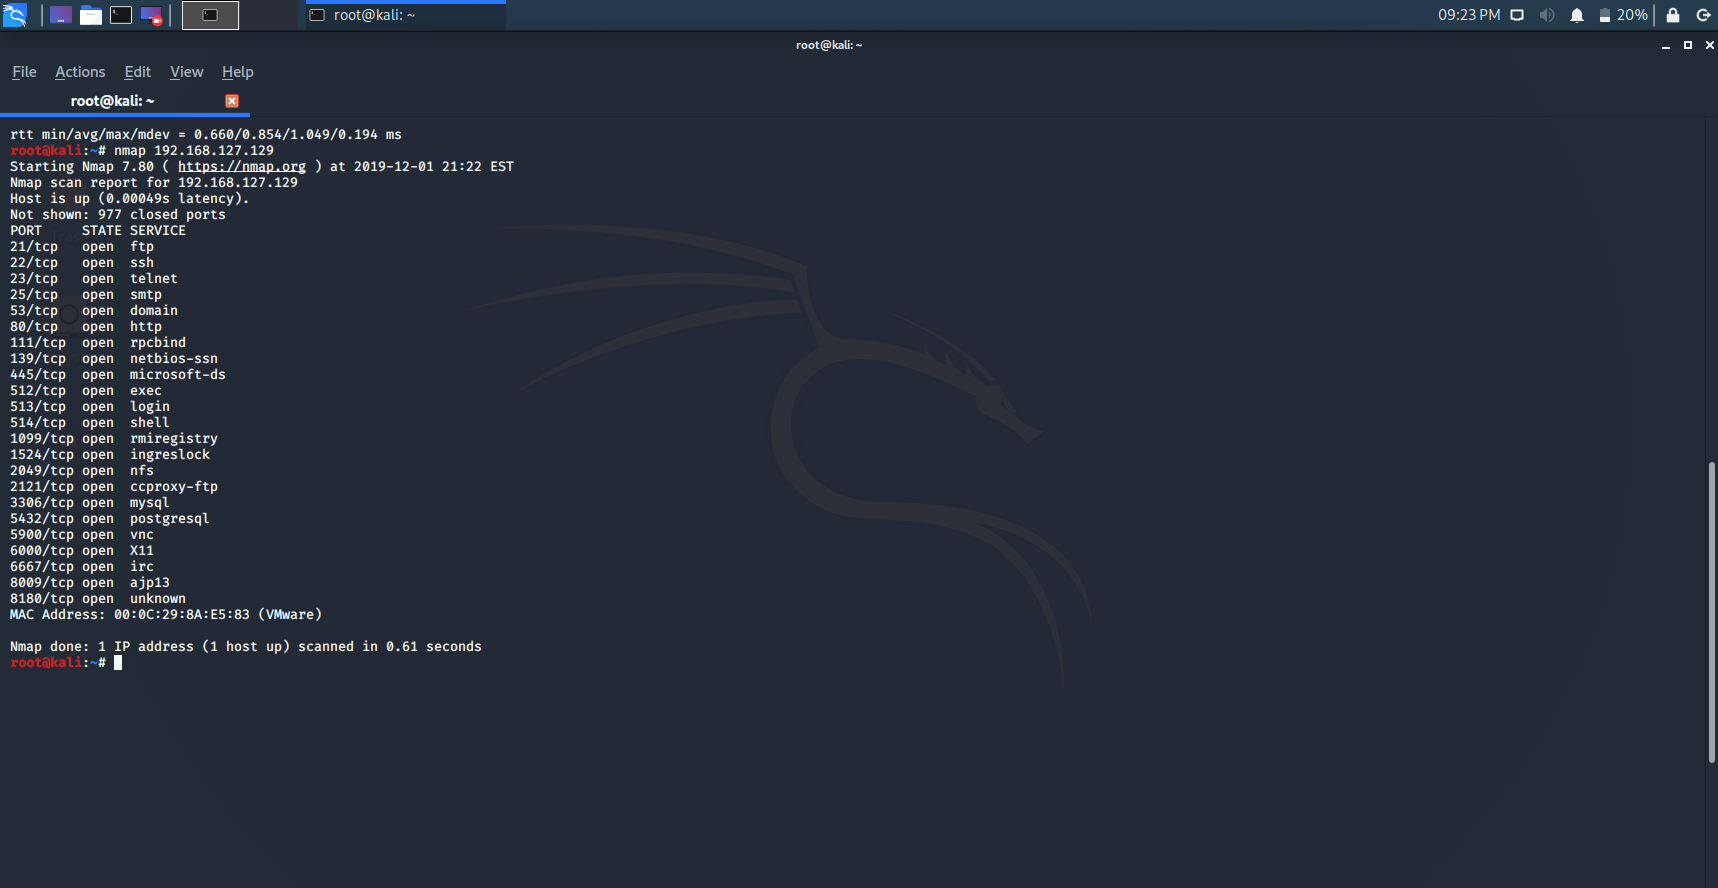 root@kali: ~
09:23 PM
20%
root@kali: ~
File Actions Edit View Help
root@kali: ~
rtt min/avg/max/mdev = 0.660/0.854/1.049/0.194 ms
root@kali:~# nmap 192.168.127.129
Starting Nmap 7.80 ( https://nmap.org ) at 2019-12-01 21:22 EST
Nmap scan report for 192.168.127.129
Host is up (0.00049s latency).
Not shown: 977 closed ports
PORT     STATE SERVICE
21/tcp   open  ftp
22/tcp   open  ssh
23/tcp   open  telnet
25/tcp   open  smtp
53/tcp   open  domain
80/tcp   open  http
111/tcp  open  rpcbind
139/tcp  open  netbios-ssn
445/tcp  open  microsoft-ds
512/tcp  open  exec
513/tcp  open  login
514/tcp  open  shell
1099/tcp open  rmiregistry
1524/tcp open  ingreslock
2049/tcp open  nfs
2121/tcp open  ccproxy-ftp
3306/tcp open  mysql
5432/tcp open  postgresql
5900/tcp open  vnc
6000/tcp open  X11
6667/tcp open  irc
8009/tcp open  ajp13
8180/tcp open  unknown
MAC Address: 00:0C:29:8A:E5:83 (VMware)
Nmap done: 1 IP address (1 host up) scanned in 0.61 seconds
root@kali:~#